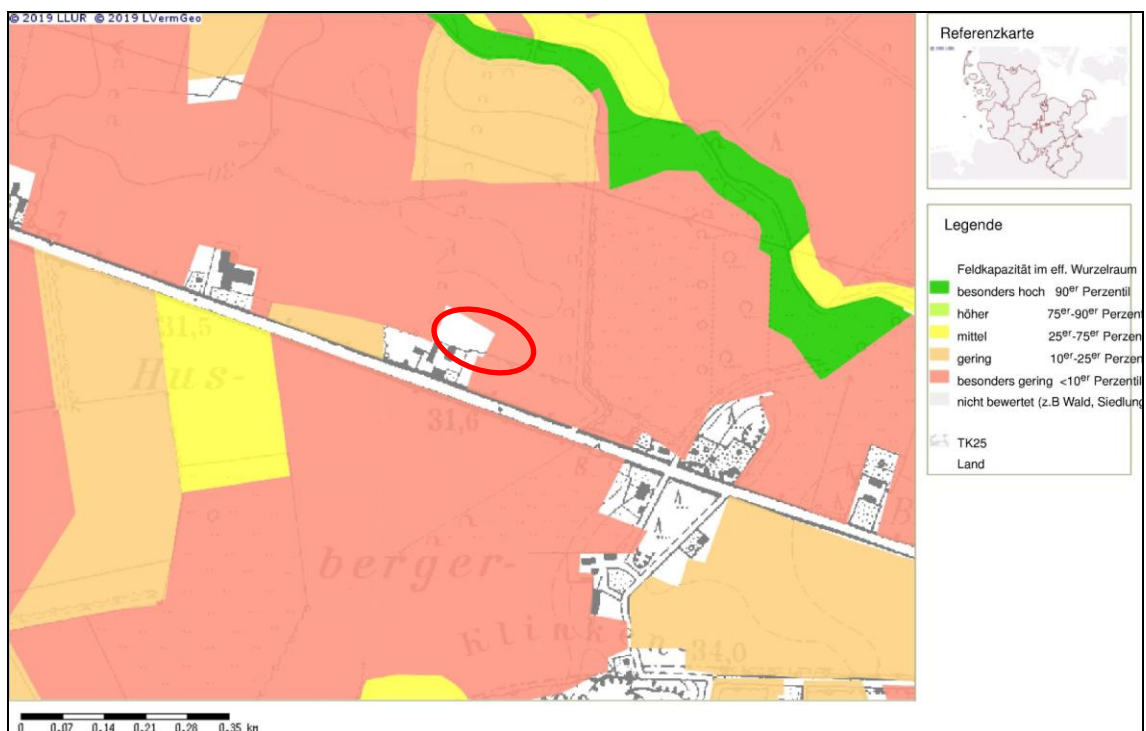 © 2019 LLUR © 2019 LVermGeo
31,5
Hus-
31,6
berger-
Klinken
34,0
0 0.07 0.14 0.21 0.28 0.35 km
Referenzkarte
Legende
Feldkapazität im eff. Wurzelraum
besonders hoch 90er Perzentil
höher 75er-90er Perzent
mittel 25er-75er Perzen
gering 10er-25er Perzen
besonders gering <10er Perzentil
nicht bewertet (z.B Wald, Siedlung
TK25
Land